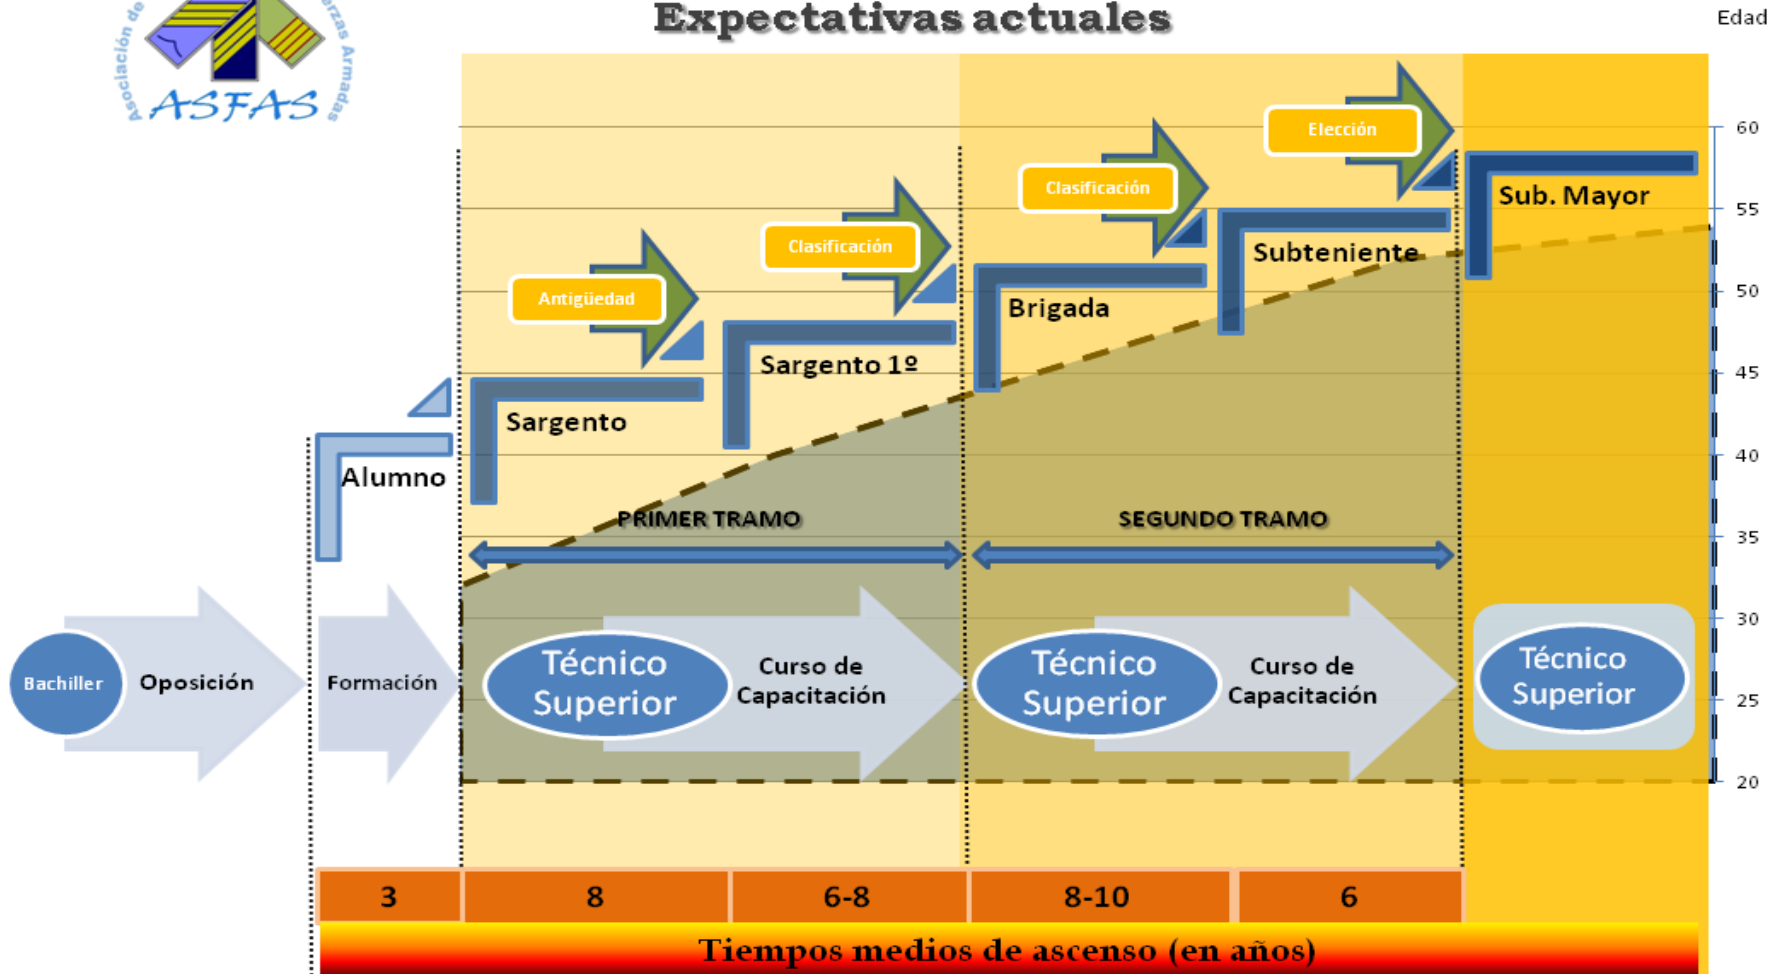 Expectativas actuales
Edad
Asociación de
erzas Armadas
ASFAS
60
Elección
Clasificación
Sub. Mayor
55
Clasificación
Subteniente
50
Antigüedad
Brigada
Sargento 1º
45
Sargento
40
Alumno
PRIMER TRAMO
SEGUNDO TRAMO
35
30
Bachiller
Oposición
Formación
Técnico
Superior
Curso de
Capacitación
Técnico
Superior
Curso de
Capacitación
Técnico
Superior
25
20
3
8
6-8
8-10
6
Tiempos medios de ascenso (en años)